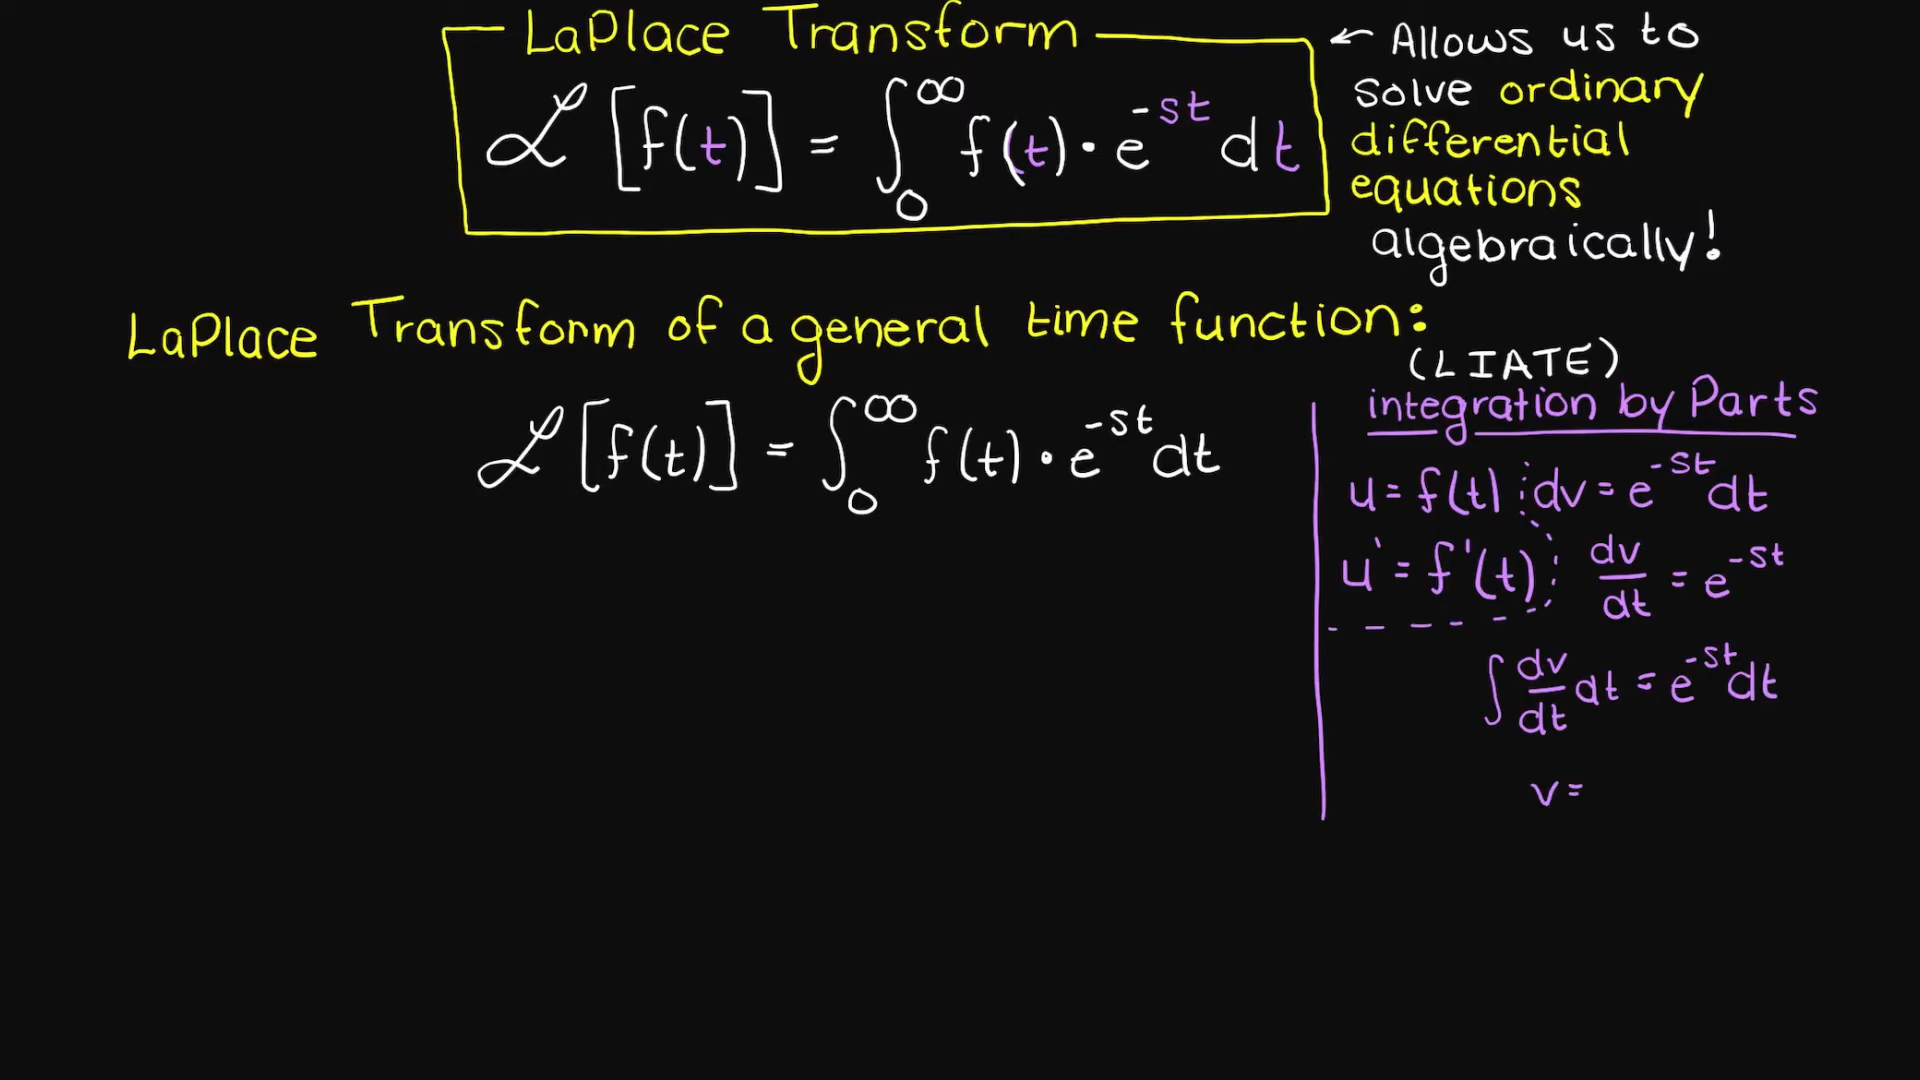 LaPlace Transform
ℒ [f(t)] = ∫₀^∞ f(t) · e^-st dt
← Allows us to
solve ordinary
differential
equations
algebraically!
LaPlace Transform of a general time function:
ℒ [f(t)] = ∫₀^∞ f(t) · e^-st dt
(LIATE)
integration by Parts
u = f(t) dv = e^-st dt
u' = f'(t) dv/dt = e^-st
∫ dv/dt dt = e^-st dt
v =